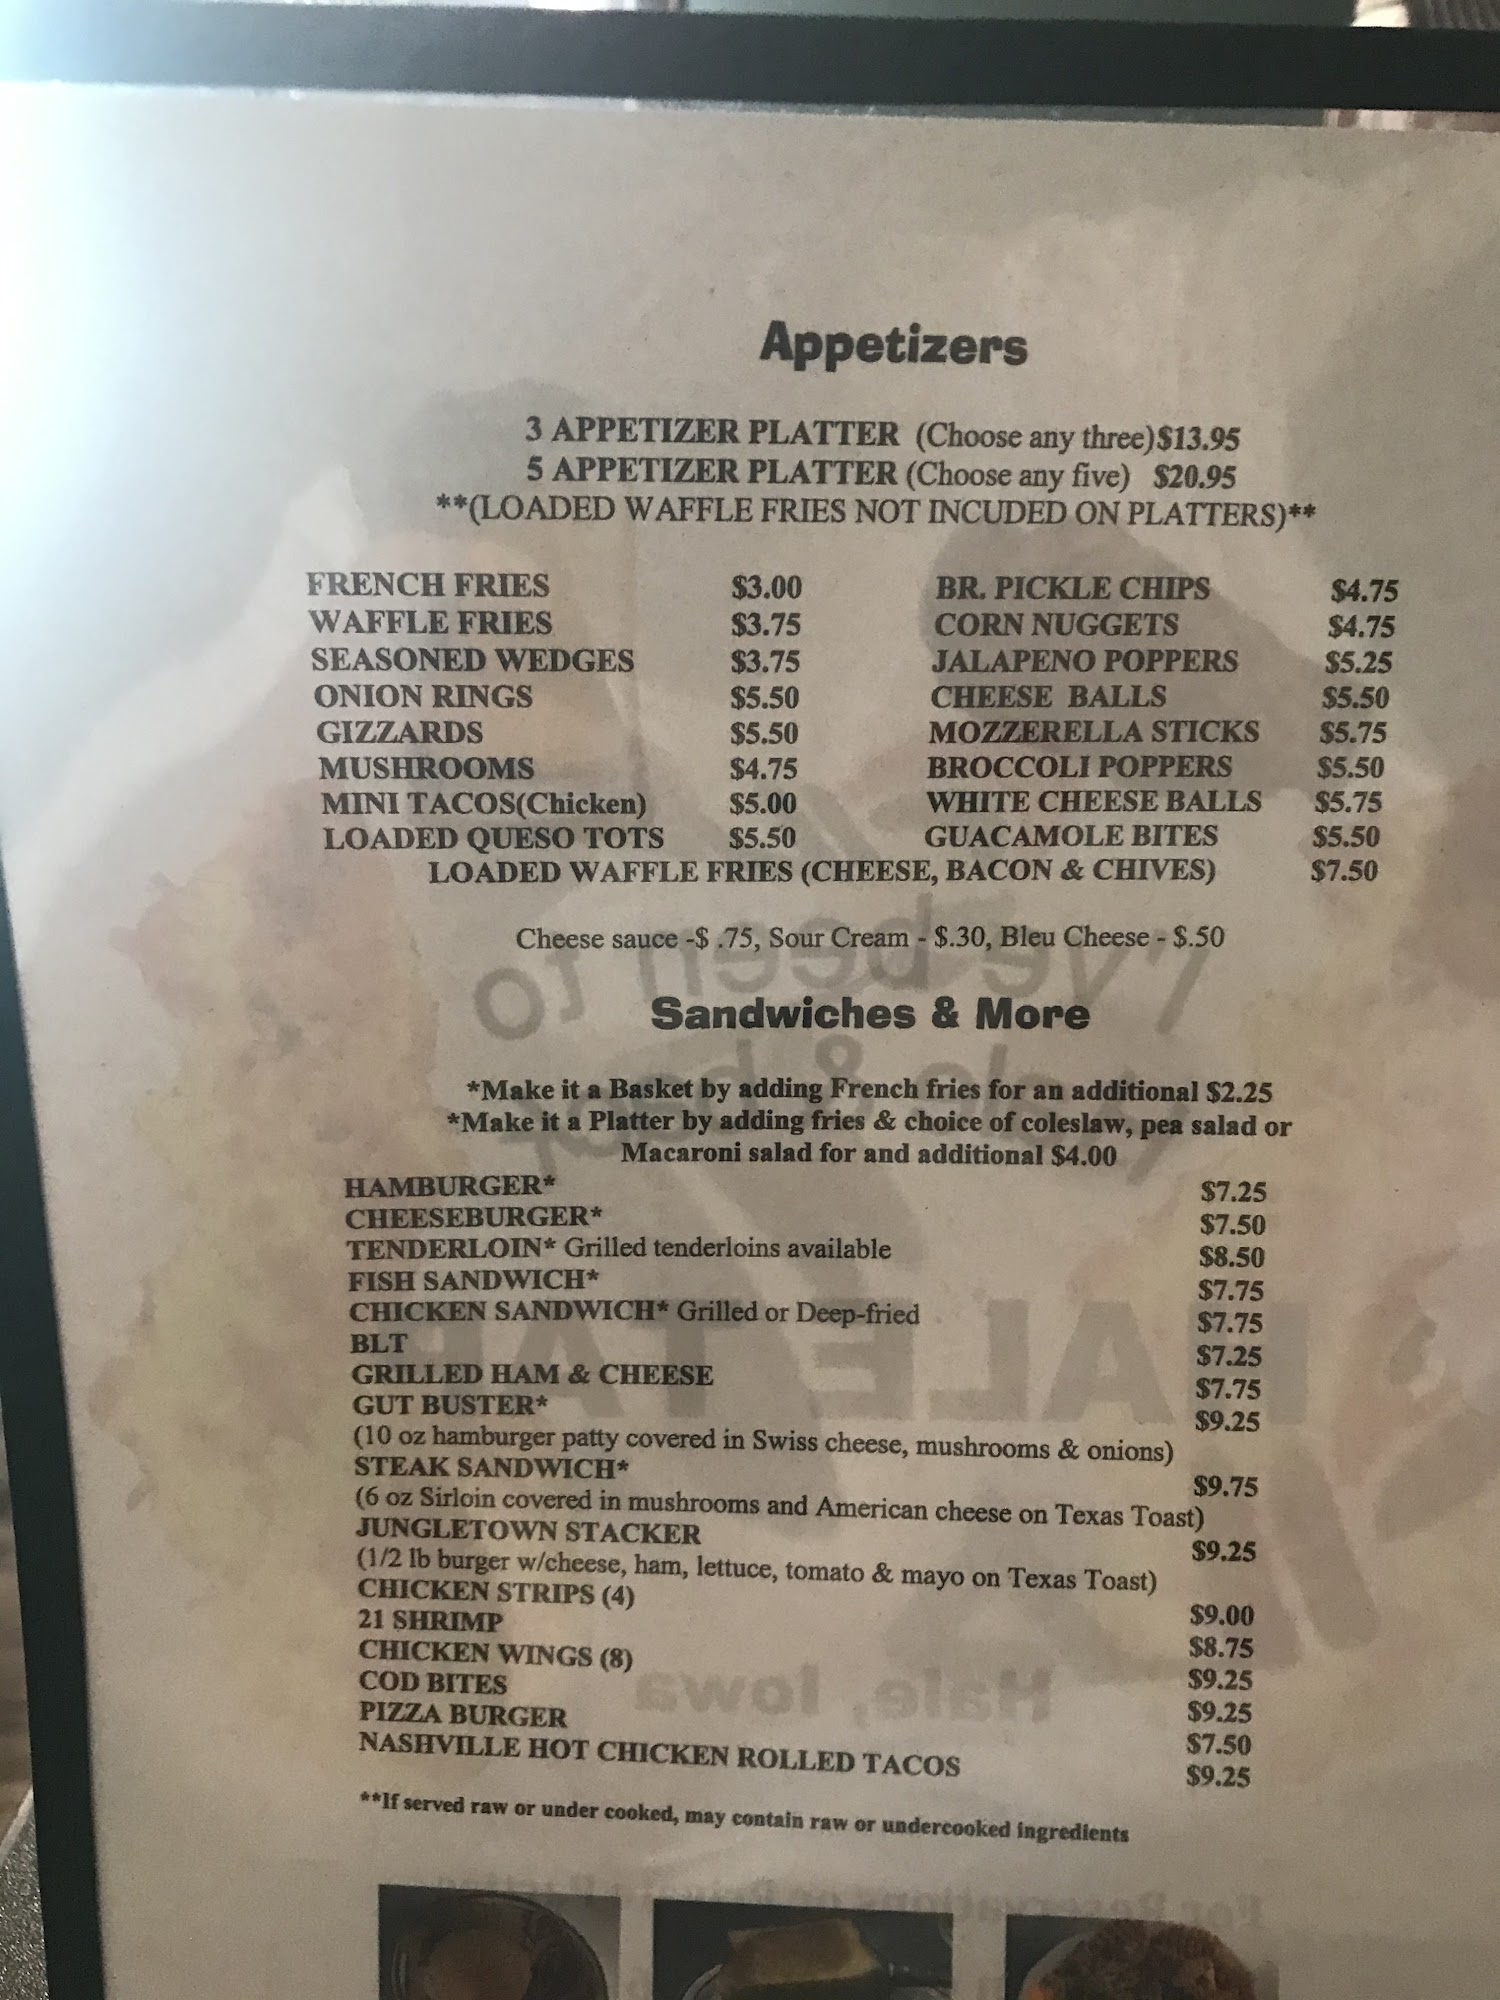 Appetizers
3 APPETIZER PLATTER (Choose any three)$13.95
5 APPETIZER PLATTER (Choose any five) $20.95
**(LOADED WAFFLE FRIES NOT INCUDED ON PLATTERS)**
FRENCH FRIES $3.00 BR. PICKLE CHIPS $4.75
WAFFLE FRIES $3.75 CORN NUGGETS $4.75
SEASONED WEDGES $3.75 JALAPENO POPPERS $5.25
ONION RINGS $5.50 CHEESE BALLS $5.50
GIZZARDS $5.50 MOZZERELLA STICKS $5.75
MUSHROOMS $4.75 BROCCOLI POPPERS $5.50
MINI TACOS(Chicken) $5.00 WHITE CHEESE BALLS $5.75
LOADED QUESO TOTS $5.50 GUACAMOLE BITES $5.50
LOADED WAFFLE FRIES (CHEESE, BACON & CHIVES) $7.50
Cheese sauce -$ .75, Sour Cream - $.30, Bleu Cheese - $.50
Sandwiches & More
*Make it a Basket by adding French fries for an additional $2.25
*Make it a Platter by adding fries & choice of coleslaw, pea salad or
Macaroni salad for and additional $4.00
HAMBURGER* $7.25
CHEESEBURGER* $7.50
TENDERLOIN* Grilled tenderloins available $8.50
FISH SANDWICH* $7.75
CHICKEN SANDWICH* Grilled or Deep-fried $7.75
BLT $7.25
GRILLED HAM & CHEESE $7.75
GUT BUSTER* $9.25
(10 oz hamburger patty covered in Swiss cheese, mushrooms & onions)
STEAK SANDWICH* $9.75
(6 oz Sirloin covered in mushrooms and American cheese on Texas Toast)
JUNGLETOWN STACKER $9.25
(1/2 lb burger w/cheese, ham, lettuce, tomato & mayo on Texas Toast)
CHICKEN STRIPS (4) $9.00
21 SHRIMP $8.75
CHICKEN WINGS (8) $9.25
COD BITES $9.25
PIZZA BURGER $7.50
NASHVILLE HOT CHICKEN ROLLED TACOS $9.25
**If served raw or under cooked, may contain raw or undercooked ingredients
I've been to
HALE TAP
Hale, Iowa